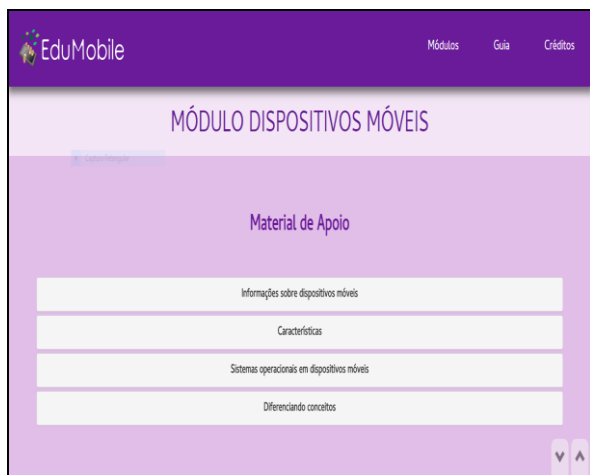 EduMobile
Módulos Guia Créditos
MÓDULO DISPOSITIVOS MÓVEIS
Material de Apoio
Informações sobre dispositivos móveis
Características
Sistemas operacionais em dispositivos móveis
Diferenciando conceitos